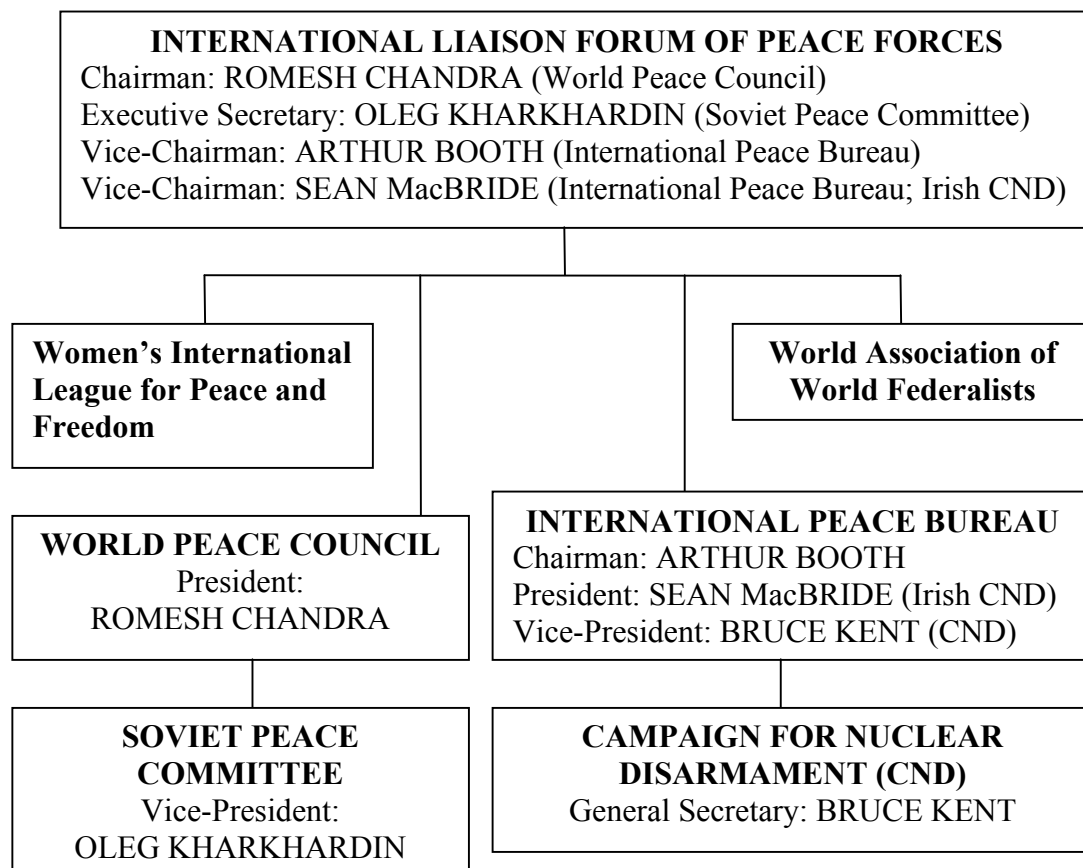 INTERNATIONAL LIAISON FORUM OF PEACE FORCES
Chairman: ROMESH CHANDRA (World Peace Council)
Executive Secretary: OLEG KHARKHARDIN (Soviet Peace Committee)
Vice-Chairman: ARTHUR BOOTH (International Peace Bureau)
Vice-Chairman: SEAN MacBRIDE (International Peace Bureau; Irish CND)
Women’s International
League for Peace and
Freedom
World Association of
World Federalists
WORLD PEACE COUNCIL
President:
ROMESH CHANDRA
INTERNATIONAL PEACE BUREAU
Chairman: ARTHUR BOOTH
President: SEAN MacBRIDE (Irish CND)
Vice-President: BRUCE KENT (CND)
SOVIET PEACE
COMMITTEE
Vice-President:
OLEG KHARKHARDIN
CAMPAIGN FOR NUCLEAR
DISARMAMENT (CND)
General Secretary: BRUCE KENT